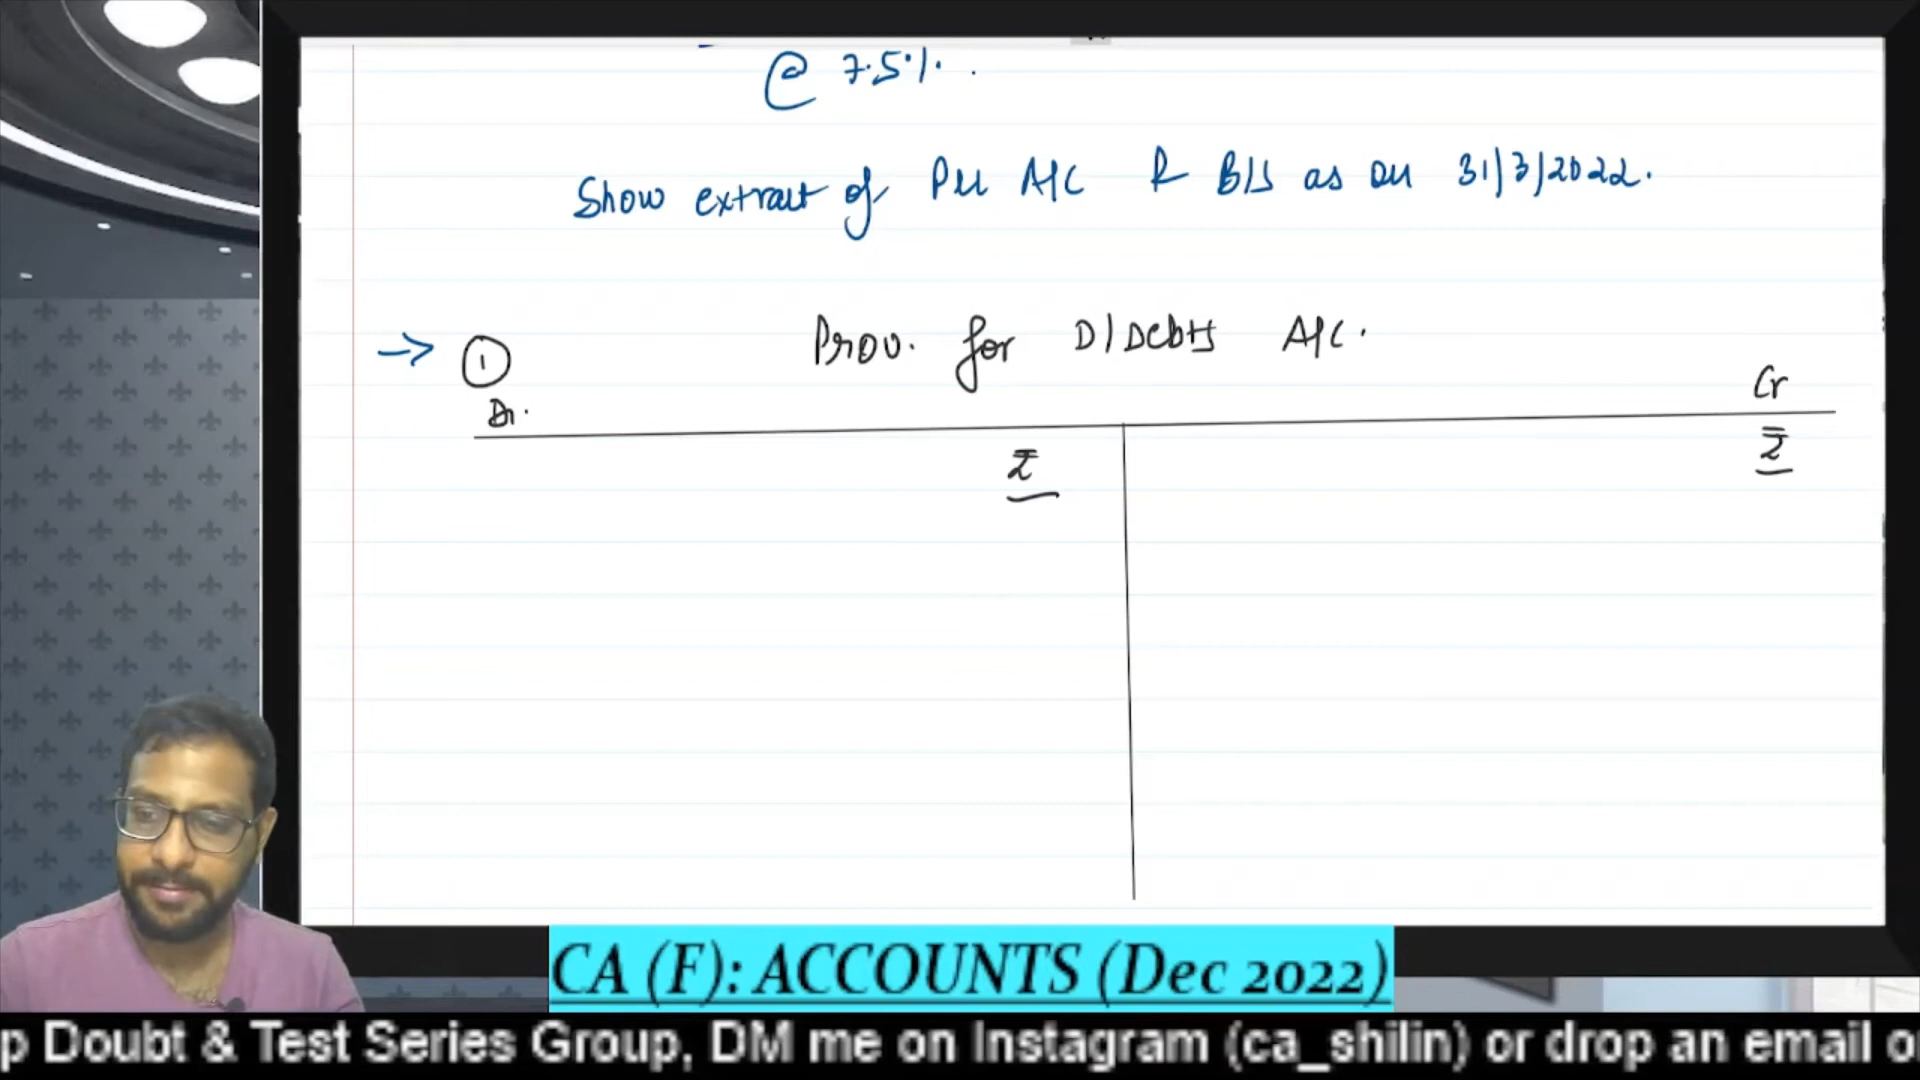 @ 7.5%.
Show extract of P&L A/C & B/S as on 31/3/2022.
→ ① Prov. for D/Debts A/c.
Dr. Cr
₹ ₹
CA (F): ACCOUNTS (Dec 2022)
p Doubt & Test Series Group, DM me on Instagram (ca_shilin) or drop an email o